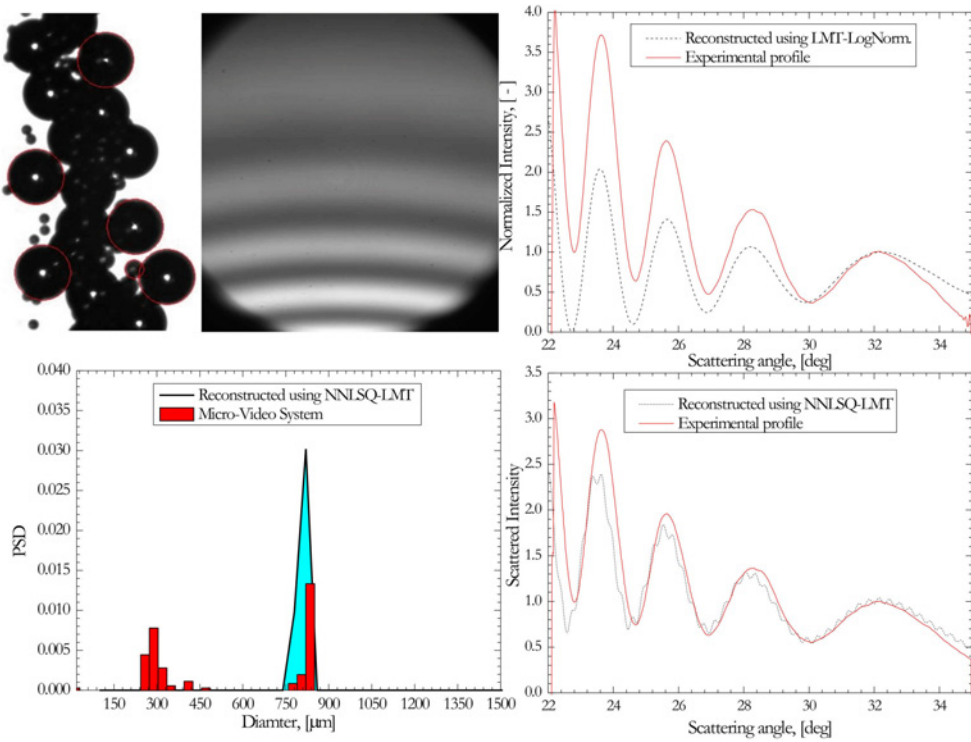 4.0
3.5
3.0
2.5
2.0
1.5
1.0
0.5
0.0
Normalized Intensity, [ - ]
Reconstructed using LMT-LogNorm.
Experimental profile
22 24 26 28 30 32 34
Scattering angle, [deg]
0.040
0.035
0.030
0.025
0.020
0.015
0.010
0.005
0.000
PSD
Reconstructed using NNLSQ-LMT
Micro-Video System
150 300 450 600 750 900 1050 1200 1350 1500
Diamter, [μm]
3.5
3.0
2.5
2.0
1.5
1.0
0.5
0.0
Scattered Intensity
Reconstructed using NNLSQ-LMT
Experimental profile
22 24 26 28 30 32 34
Scattering angle, [deg]